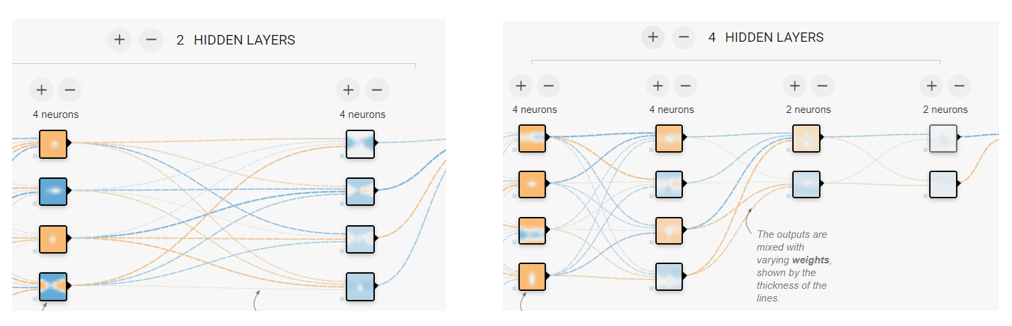 + − 2 HIDDEN LAYERS
+ − + −
4 neurons 4 neurons
+ − 4 HIDDEN LAYERS
+ − + − + − + −
4 neurons 4 neurons 2 neurons 2 neurons
The outputs are
mixed with
varying weights,
shown by the
thickness of the
lines.